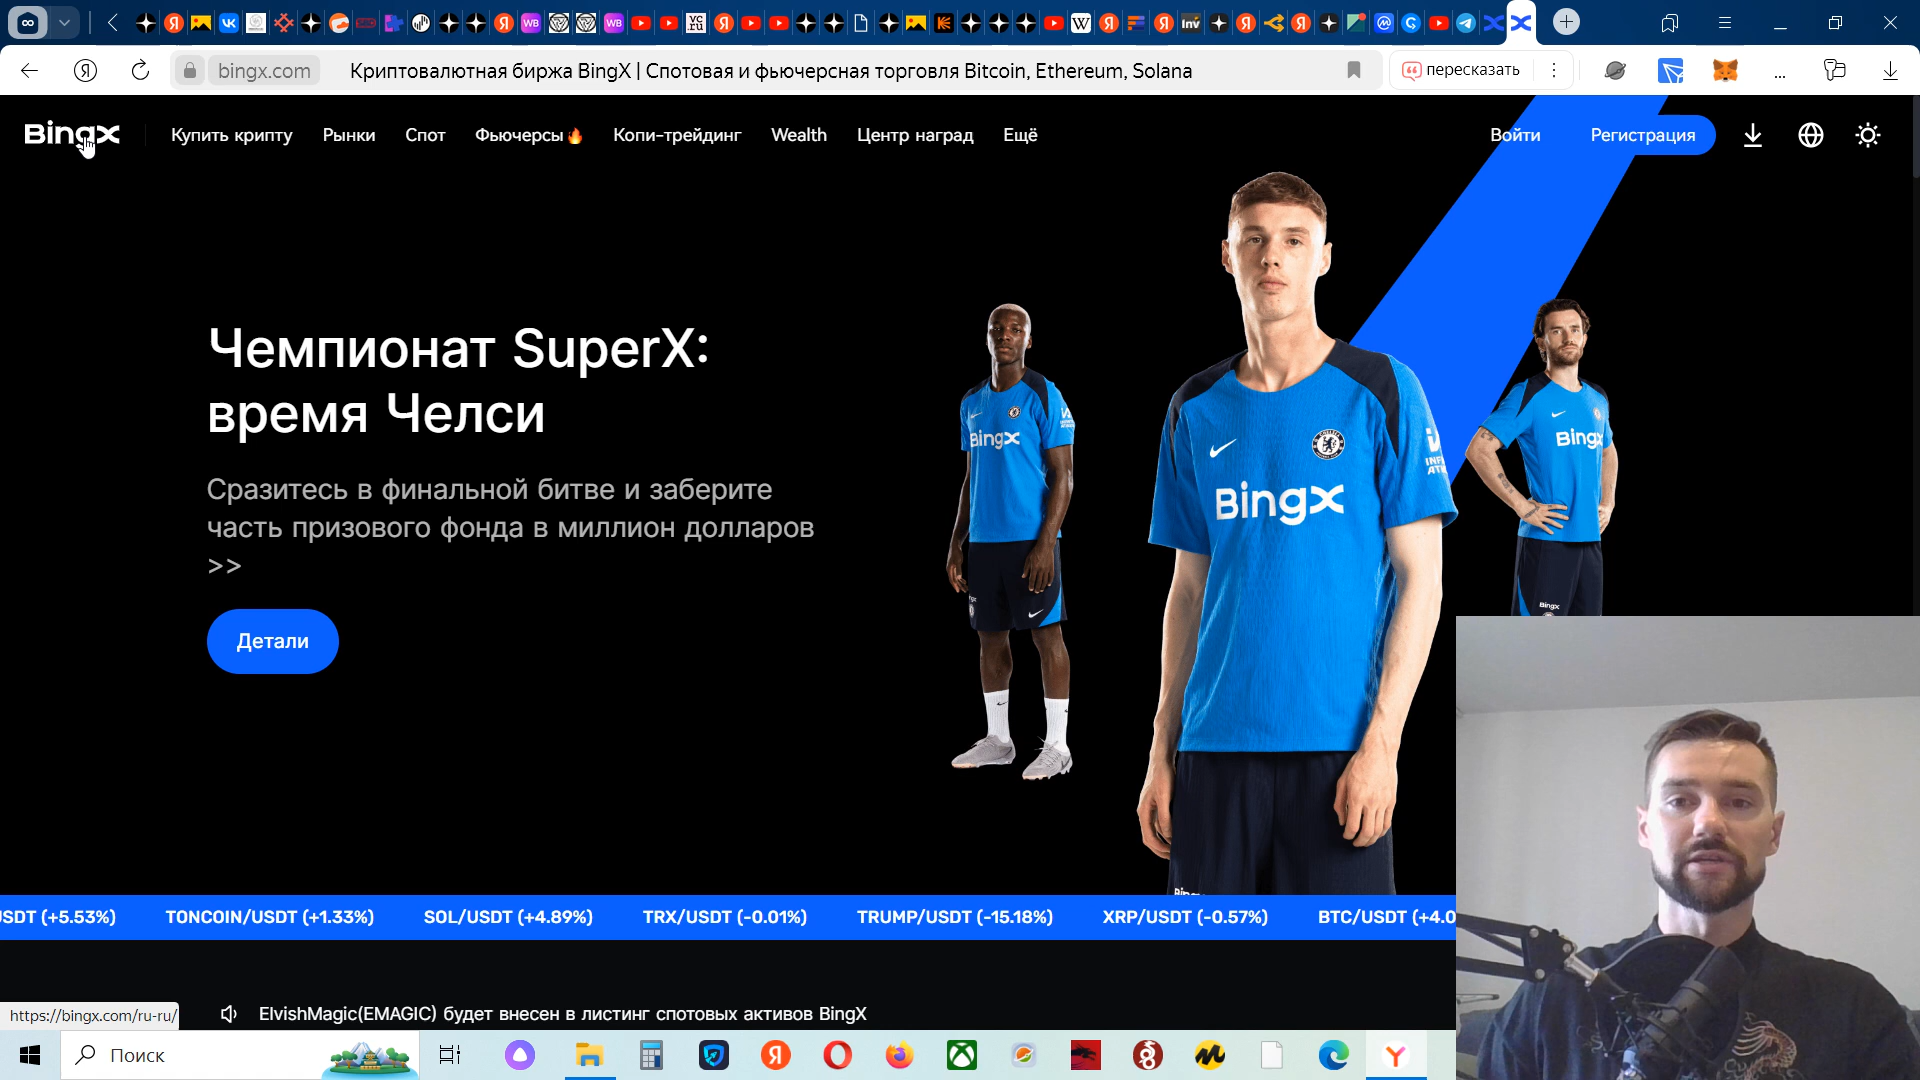 bingx.com
Криптовалютная биржа BingX | Спотовая и фьючерсная торговля Bitcoin, Ethereum, Solana
пересказать
BingX
Купить крипту
Рынки
Спот
Фьючерсы
Копи-трейдинг
Wealth
Центр наград
Ещё
Войти
Регистрация
Чемпионат SuperX:
время Челси
Сразитесь в финальной битве и заберите
часть призового фонда в миллион долларов
>>
Детали
BingX
BingX
BingX
BingX
SDT (+5.53%)
TONCOIN/USDT (+1.33%)
SOL/USDT (+4.89%)
TRX/USDT (-0.01%)
TRUMP/USDT (-15.18%)
XRP/USDT (-0.57%)
BTC/USDT (+4.0
ElvishMagic(EMAGIC) будет внесен в листинг спотовых активов BingX
https://bingx.com/ru-ru/
Поиск